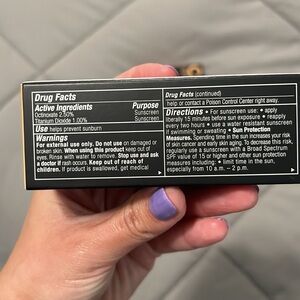 Drug Facts
Active Ingredients Purpose
Octinoxate 2.50% Sunscreen
Titanium Dioxide 1.00% Sunscreen
Use helps prevent sunburn
Warnings
For external use only. Do not use on damaged or
broken skin. When using this product keep out of
eyes. Rinse with water to remove. Stop use and ask
a doctor if rash occurs. Keep out of reach of
children. If product is swallowed, get medical
Drug Facts (continued)
help or contact a Poison Control Center right away.
Directions • For sunscreen use: • apply
liberally 15 minutes before sun exposure • reapply
every two hours • use a water resistant sunscreen
if swimming or sweating • Sun Protection
Measures. Spending time in the sun increases your risk
of skin cancer and early skin aging. To decrease this risk,
regularly use a sunscreen with a Broad Spectrum
SPF value of 15 or higher and other sun protection
measures including: • limit time in the sun,
especially from 10 a.m. – 2 p.m.